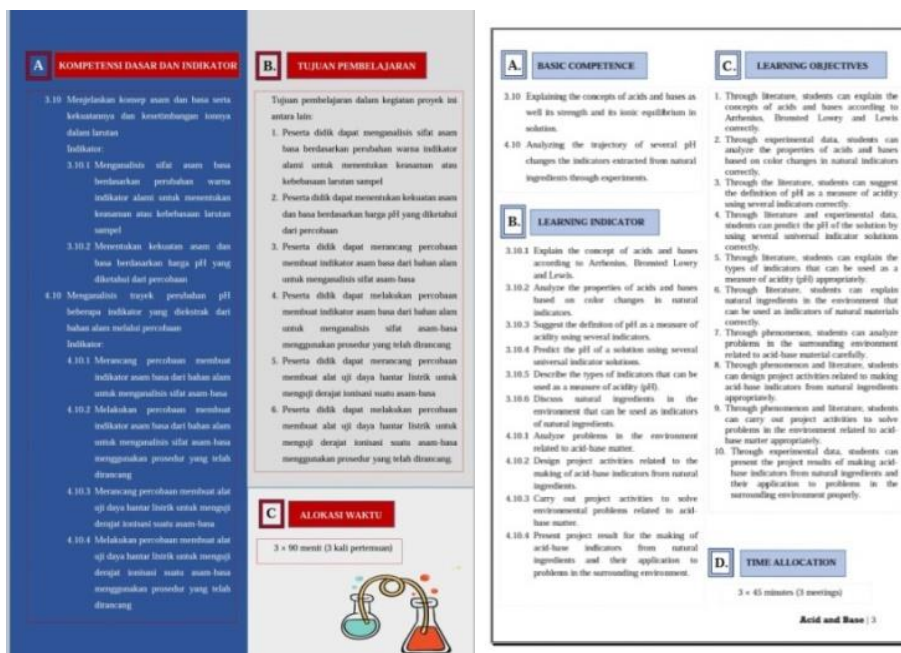 A
KOMPETENSI DASAR DAN INDIKATOR
3.10 Menjelaskan konsep asam dan basa serta
kekuatannya dan kesetimbangan ionnya
dalam larutan
Indikator:
3.10.1 Menganalisis sifat asam basa
berdasarkan perubahan warna
indikator alami untuk menentukan
keasaman atau kebebasaan larutan
sampel
3.10.2 Menentukan kekuatan asam dan
basa berdasarkan harga pH yang
diketahui dari percobaan
4.10 Menganalisis trayek perubahan pH
beberapa indikator yang diekstrak dari
bahan alam melalui percobaan
Indikator:
4.10.1 Merancang percobaan membuat
indikator asam basa dari bahan alam
untuk menganalisis sifat asam-basa
4.10.2 Melakukan percobaan membuat
indikator asam basa dari bahan alam
untuk menganalisis sifat asam-basa
menggunakan prosedur yang telah
dirancang
4.10.3 Merancang percobaan membuat alat
uji daya hantar listrik untuk menguji
derajat ionisasi suatu asam-basa
4.10.4 Melakukan percobaan membuat alat
uji daya hantar listrik untuk menguji
derajat ionisasi suatu asam-basa
menggunakan prosedur yang telah
dirancang
B.
TUJUAN PEMBELAJARAN
Tujuan pembelajaran dalam kegiatan proyek ini
antara lain:
1. Peserta didik dapat menganalisis sifat asam
basa berdasarkan perubahan warna indikator
alami untuk menentukan keasaman atau
kebebasaan larutan sampel
2. Peserta didik dapat menentukan kekuatan asam
dan basa berdasarkan harga pH yang diketahui
dari percobaan
3. Peserta didik dapat merancang percobaan
membuat indikator asam basa dari bahan alam
untuk menganalisis sifat asam-basa
4. Peserta didik dapat melakukan percobaan
membuat indikator asam basa dari bahan alam
untuk menganalisis sifat asam-basa
menggunakan prosedur yang telah dirancang
5. Peserta didik dapat merancang percobaan
membuat alat uji daya hantar listrik untuk
menguji derajat ionisasi suatu asam-basa
6. Peserta didik dapat melakukan percobaan
membuat alat uji daya hantar listrik untuk
menguji derajat ionisasi suatu asam-basa
menggunakan prosedur yang telah dirancang.
C
ALOKASI WAKTU
3 × 90 menit (3 kali pertemuan)
A.
BASIC COMPETENCE
3.10 Explaining the concepts of acids and bases as
well its strength and its ionic equilibrium in
solution.
4.10 Analyzing the trajectory of several pH
changes the indicators extracted from natural
ingredients through experiments.
B.
LEARNING INDICATOR
3.10.1 Explain the concept of acids and bases
according to Arrhenius, Bronsted Lowry
and Lewis.
3.10.2 Analyze the properties of acids and bases
based on color changes in natural
indicators.
3.10.3 Suggest the definition of pH as a measure of
acidity using several indicators.
3.10.4 Predict the pH of a solution using several
universal indicator solutions.
3.10.5 Describe the types of indicators that can be
used as a measure of acidity (pH).
3.10.6 Discuss natural ingredients in the
environment that can be used as indicators
of natural ingredients.
4.10.1 Analyze problems in the environment
related to acid-base matter.
4.10.2 Design project activities related to the
making of acid-base indicators from natural
ingredients.
4.10.3 Carry out project activities to solve
environmental problems related to acid-
base matter.
4.10.4 Present project result for the making of
acid-base indicators from natural
ingredients and their application to
problems in the surrounding environment.
C.
LEARNING OBJECTIVES
1. Through literature, students can explain the
concepts of acids and bases according to
Arrhenius, Bronsted Lowry and Lewis
correctly.
2. Through experimental data, students can
analyze the properties of acids and bases
based on color changes in natural indicators
correctly.
3. Through the literature, students can suggest
the definition of pH as a measure of acidity
using several indicators correctly.
4. Through literature and experimental data,
students can predict the pH of the solution by
using several universal indicator solutions
correctly.
5. Through literature, students can explain the
types of indicators that can be used as a
measure of acidity (pH) appropriately.
6. Through literature, students can explain
natural ingredients in the environment that
can be used as indicators of natural materials
correctly.
7. Through phenomenon, students can analyze
problems in the surrounding environment
related to acid-base material carefully.
8. Through phenomenon and literature, students
can design project activities related to making
acid-base indicators from natural ingredients
appropriately.
9. Through phenomenon and literature, students
can carry out project activities to solve
problems in the environment related to acid-
base matter appropriately.
10. Through experimental data, students can
present the project results of making acid-
base indicators from natural ingredients and
their application to problems in the
surrounding environment properly.
D.
TIME ALLOCATION
3 × 45 minutes (3 meetings)
Acid and Base | 3